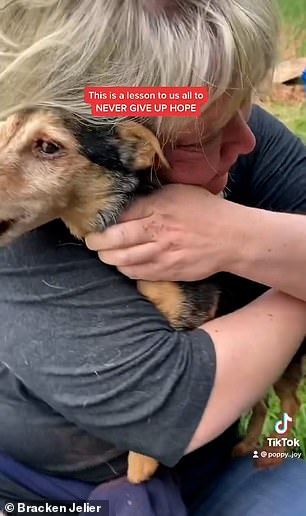 This is a lesson to us all to
NEVER GIVE UP HOPE
TikTok
@poppy.joy
© Bracken Jelier